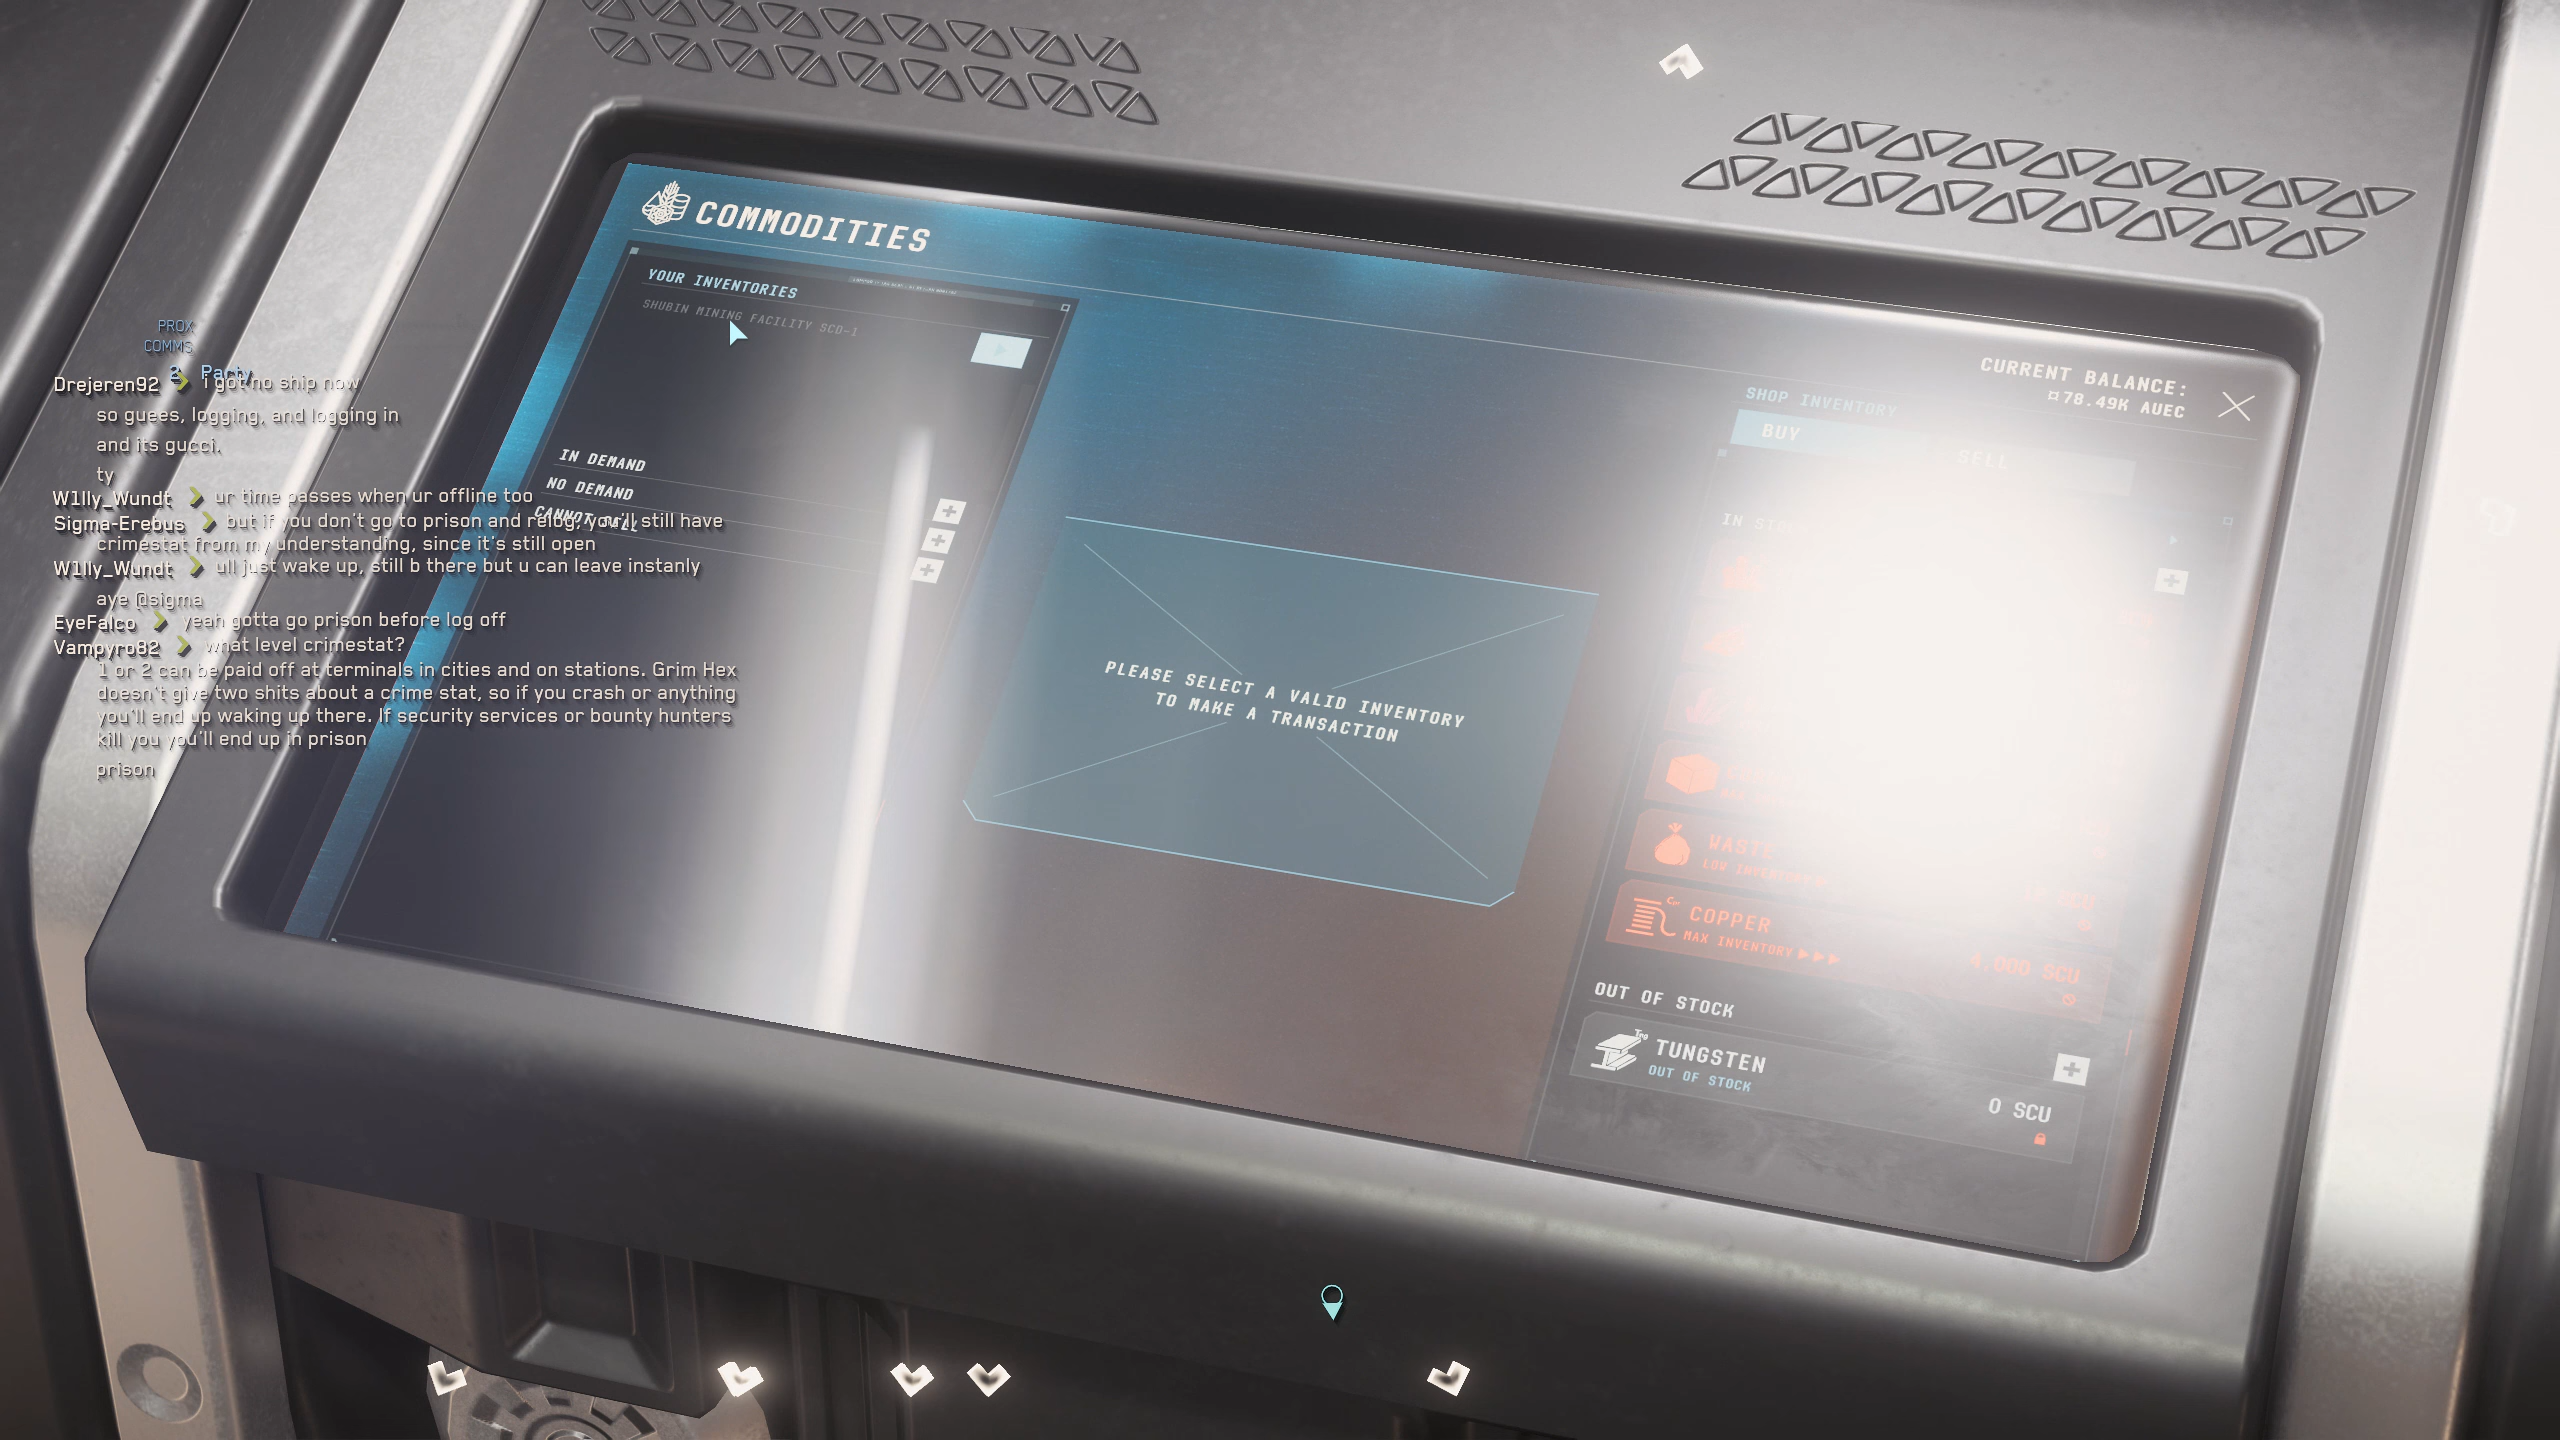 COMMODITIES
YOUR INVENTORIES
SHUBIN MINING FACILITY SCD-1
IN DEMAND
NO DEMAND
CANNOT SELL
PLEASE SELECT A VALID INVENTORY
TO MAKE A TRANSACTION
CURRENT BALANCE:
¤78.49K AUEC
SHOP INVENTORY
BUY
SELL
WASTE
LOW INVENTORY
COPPER
MAX INVENTORY
4,000 SCU
OUT OF STOCK
TUNGSTEN
OUT OF STOCK
0 SCU
PROX
COMMS
Party
Drejeren92 i got no ship now
so guees, logging, and logging in
and its gucci.
ty
W1lly_Wundt ur time passes when ur offline too
Sigma-Erebus but if you don't go to prison and relog, you'll still have
crimestat from my understanding, since it's still open
W1lly_Wundt ull just wake up, still b there but u can leave instanly
aye @sigma
EyeFalco yeah gotta go prison before log off
Vampyro82 what level crimestat?
1 or 2 can be paid off at terminals in cities and on stations. Grim Hex
doesn't give two shits about a crime stat, so if you crash or anything
you'll end up waking up there. If security services or bounty hunters
kill you you'll end up in prison
prison